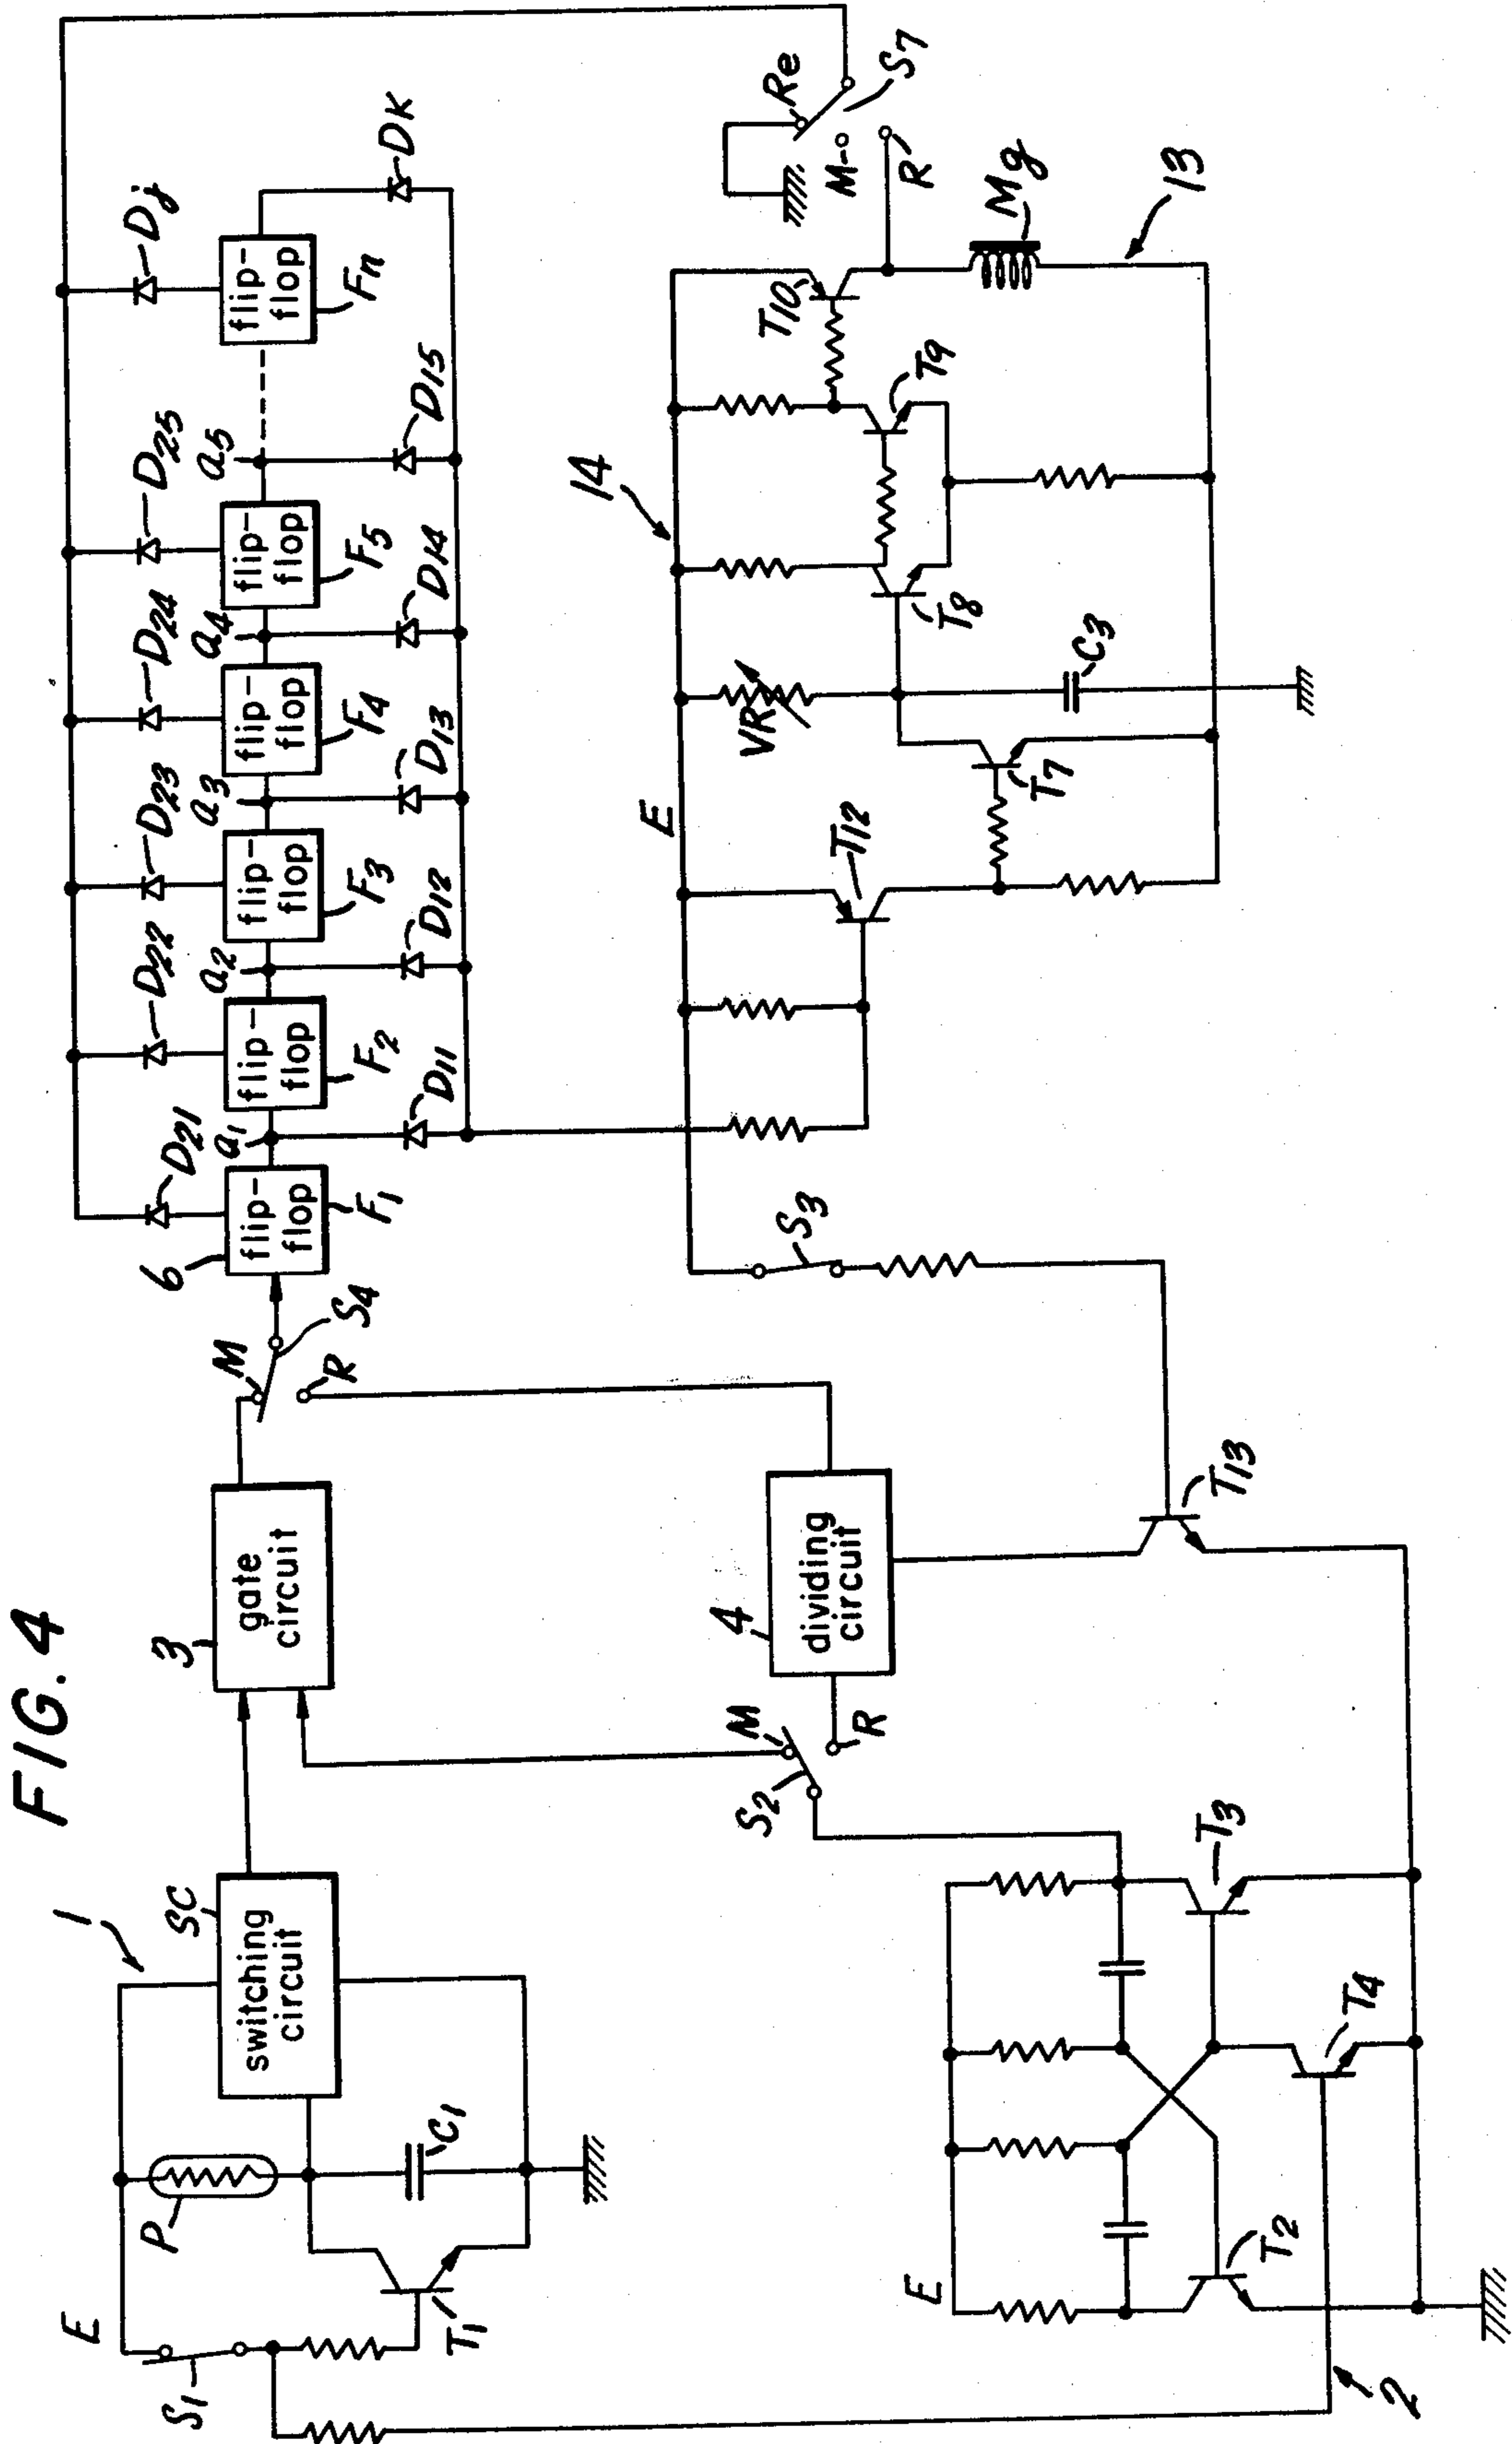 FIG. 4
1
E
S1
P
T1
C1
SC
switching
circuit
3
gate
circuit
M
R
S4
6
flip-
flop
F1
flip-
flop
F2
flip-
flop
F3
flip-
flop
F4
flip-
flop
F5
flip-
flop
Fn
D21
D22
D23
D24
D25
Dj
a1
a2
a3
a4
a5
D11
D12
D13
D14
D15
DK
2
E
T2
T4
T3
S2
M
R
4
dividing
circuit
T13
S3
E
14
T12
T7
VR
C3
T8
T9
T10
Mg
13
Re
M
R
S7